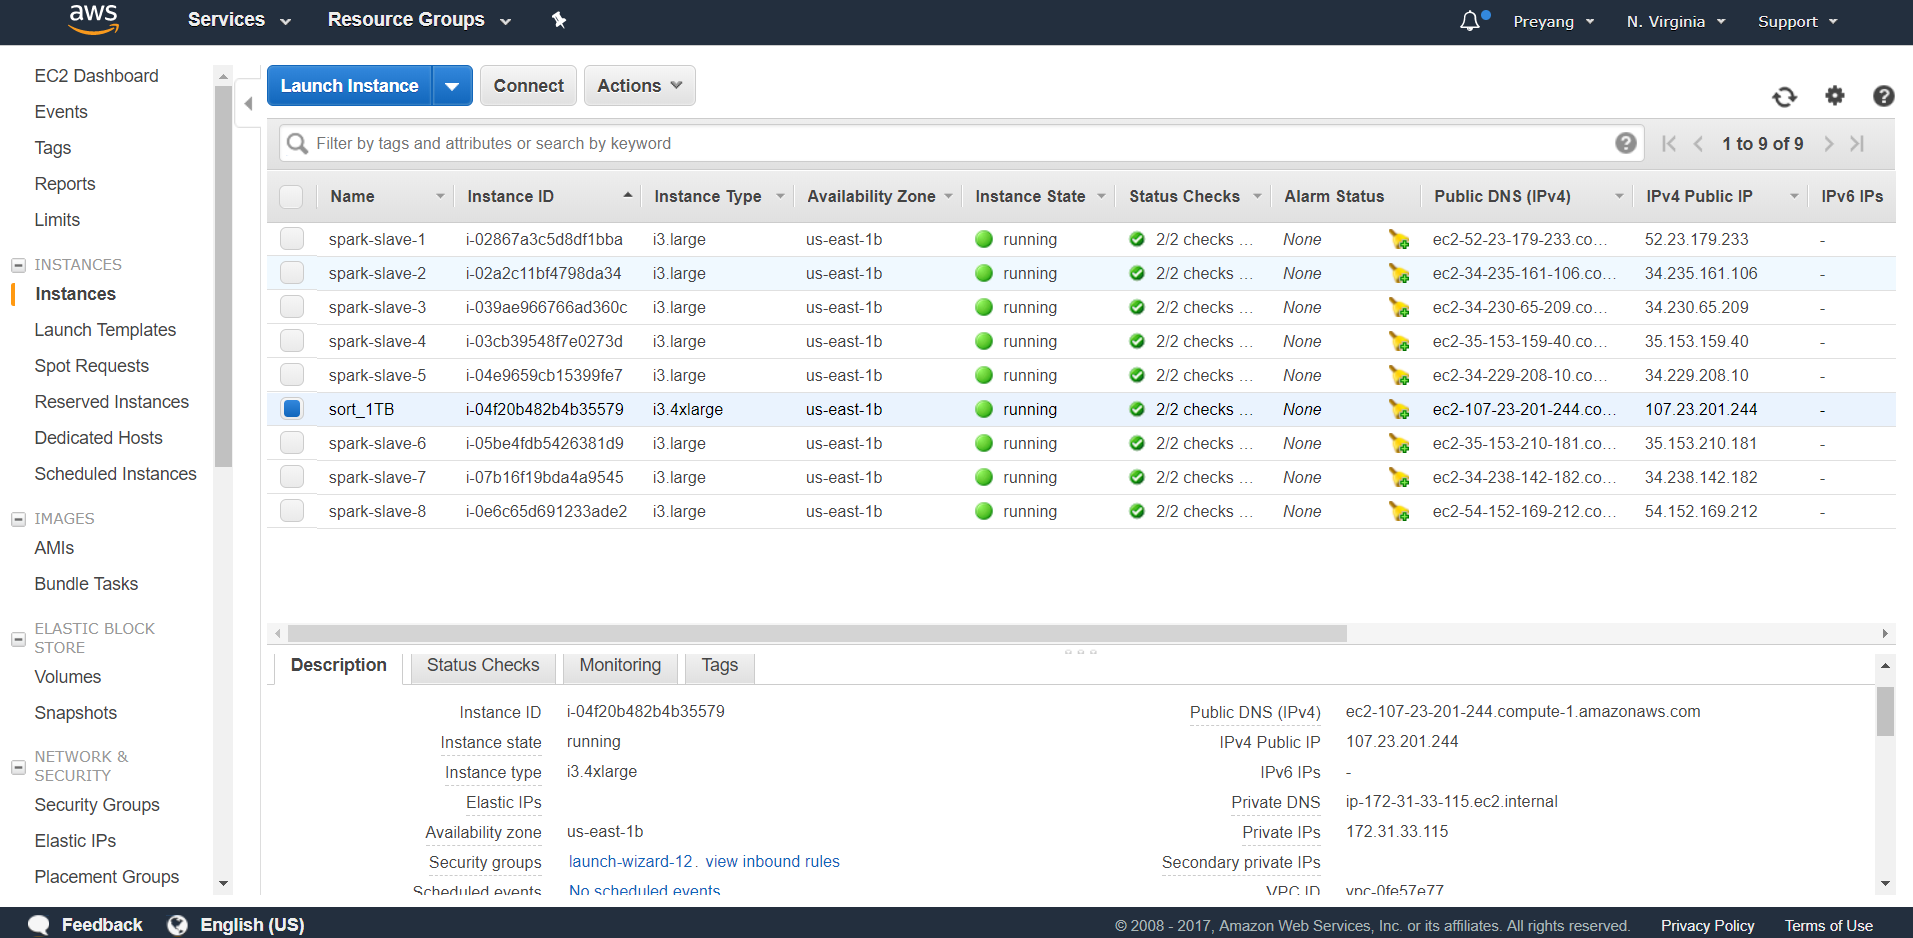 aws Services Resource Groups Preyang N. Virginia Support
EC2 Dashboard
Events
Tags
Reports
Limits
INSTANCES
Instances
Launch Templates
Spot Requests
Reserved Instances
Dedicated Hosts
Scheduled Instances
IMAGES
AMIs
Bundle Tasks
ELASTIC BLOCK
STORE
Volumes
Snapshots
NETWORK &
SECURITY
Security Groups
Elastic IPs
Placement Groups
Launch Instance Connect Actions
Filter by tags and attributes or search by keyword 1 to 9 of 9
Name Instance ID Instance Type Availability Zone Instance State Status Checks Alarm Status Public DNS (IPv4) IPv4 Public IP IPv6 IPs
spark-slave-1 i-02867a3c5d8df1bba i3.large us-east-1b running 2/2 checks ... None ec2-52-23-179-233.co... 52.23.179.233 -
spark-slave-2 i-02a2c11bf4798da34 i3.large us-east-1b running 2/2 checks ... None ec2-34-235-161-106.co... 34.235.161.106 -
spark-slave-3 i-039ae966766ad360c i3.large us-east-1b running 2/2 checks ... None ec2-34-230-65-209.co... 34.230.65.209 -
spark-slave-4 i-03cb39548f7e0273d i3.large us-east-1b running 2/2 checks ... None ec2-35-153-159-40.co... 35.153.159.40 -
spark-slave-5 i-04e9659cb15399fe7 i3.large us-east-1b running 2/2 checks ... None ec2-34-229-208-10.co... 34.229.208.10 -
sort_1TB i-04f20b482b4b35579 i3.4xlarge us-east-1b running 2/2 checks ... None ec2-107-23-201-244.co... 107.23.201.244 -
spark-slave-6 i-05be4fdb5426381d9 i3.large us-east-1b running 2/2 checks ... None ec2-35-153-210-181.co... 35.153.210.181 -
spark-slave-7 i-07b16f19bda4a9545 i3.large us-east-1b running 2/2 checks ... None ec2-34-238-142-182.co... 34.238.142.182 -
spark-slave-8 i-0e6c65d691233ade2 i3.large us-east-1b running 2/2 checks ... None ec2-54-152-169-212.co... 54.152.169.212 -
Description Status Checks Monitoring Tags
Instance ID i-04f20b482b4b35579 Public DNS (IPv4) ec2-107-23-201-244.compute-1.amazonaws.com
Instance state running IPv4 Public IP 107.23.201.244
Instance type i3.4xlarge IPv6 IPs -
Elastic IPs Private DNS ip-172-31-33-115.ec2.internal
Availability zone us-east-1b Private IPs 172.31.33.115
Security groups launch-wizard-12. view inbound rules Secondary private IPs
Scheduled events No scheduled events VPC ID vpc-0fe57e77
Feedback English (US) © 2008 - 2017, Amazon Web Services, Inc. or its affiliates. All rights reserved. Privacy Policy Terms of Use